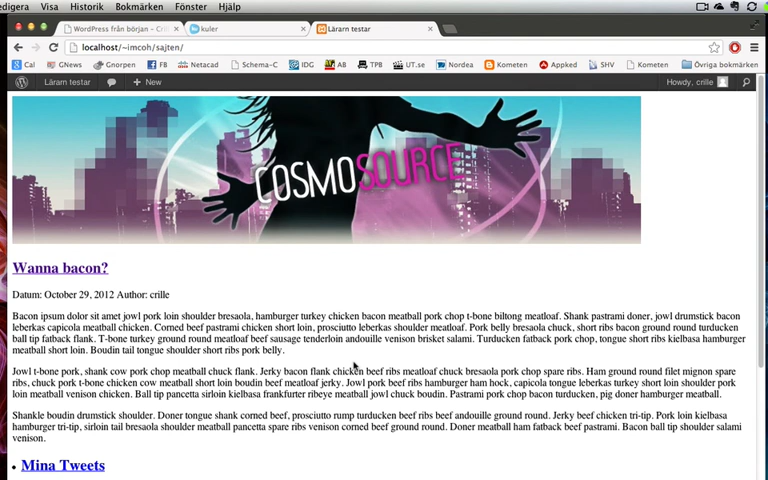 digera Visa Historik Bokmärken Fönster Hjälp
WordPress från början – Cri
kuler
Lärarn testar
localhost/~imcoh/sajten/
Cal GNews Gnorpen FB Netacad Schema-C IDG AB TPB UT.se Nordea Kometen Appked SHV Kometen Övriga bokmärken
Lärarn testar + New Howdy, crille
COSMOSOURCE
Wanna bacon?
Datum: October 29, 2012 Author: crille
Bacon ipsum dolor sit amet jowl pork loin shoulder bresaola, hamburger turkey chicken bacon meatball pork chop t-bone biltong meatloaf. Shank pastrami doner, jowl drumstick bacon
leberkas capicola meatball chicken. Corned beef pastrami chicken short loin, prosciutto leberkas shoulder meatloaf. Pork belly bresaola chuck, short ribs bacon ground round turducken
ball tip fatback flank. T-bone turkey ground round meatloaf beef sausage tenderloin andouille venison brisket salami. Turducken fatback pork chop, tongue short ribs kielbasa hamburger
meatball short loin. Boudin tail tongue shoulder short ribs pork belly.
Jowl t-bone pork, shank cow pork chop meatball chuck flank. Jerky bacon flank chicken beef ribs meatloaf chuck bresaola pork chop spare ribs. Ham ground round filet mignon spare
ribs, chuck pork t-bone chicken cow meatball short loin boudin beef meatloaf jerky. Jowl pork beef ribs hamburger ham hock, capicola tongue leberkas turkey short loin shoulder pork
loin meatball venison chicken. Ball tip pancetta sirloin kielbasa frankfurter ribeye meatball jowl chuck boudin. Pastrami pork chop bacon turducken, pig doner hamburger meatball.
Shankle boudin drumstick shoulder. Doner tongue shank corned beef, prosciutto rump turducken beef ribs beef andouille ground round. Jerky beef chicken tri-tip. Pork loin kielbasa
hamburger tri-tip, sirloin tail bresaola shoulder meatball pancetta spare ribs venison corned beef ground round. Doner meatball ham fatback beef pastrami. Bacon ball tip shoulder salami
venison.
Mina Tweets